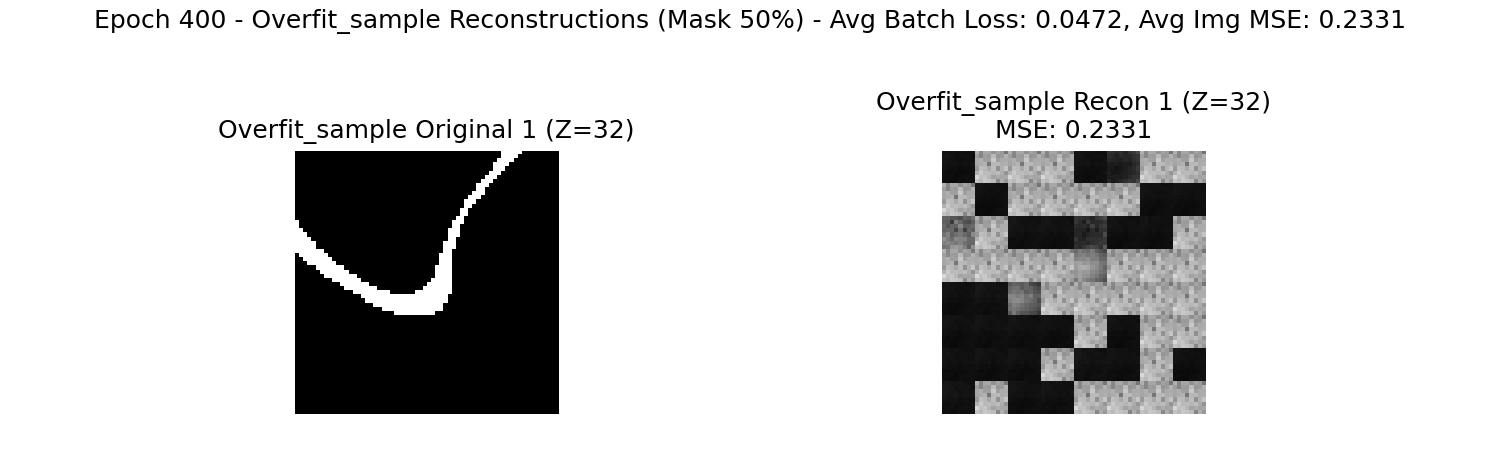 Epoch 400 - Overfit_sample Reconstructions (Mask 50%) - Avg Batch Loss: 0.0472, Avg Img MSE: 0.2331
Overfit_sample Original 1 (Z=32)
Overfit_sample Recon 1 (Z=32)
MSE: 0.2331